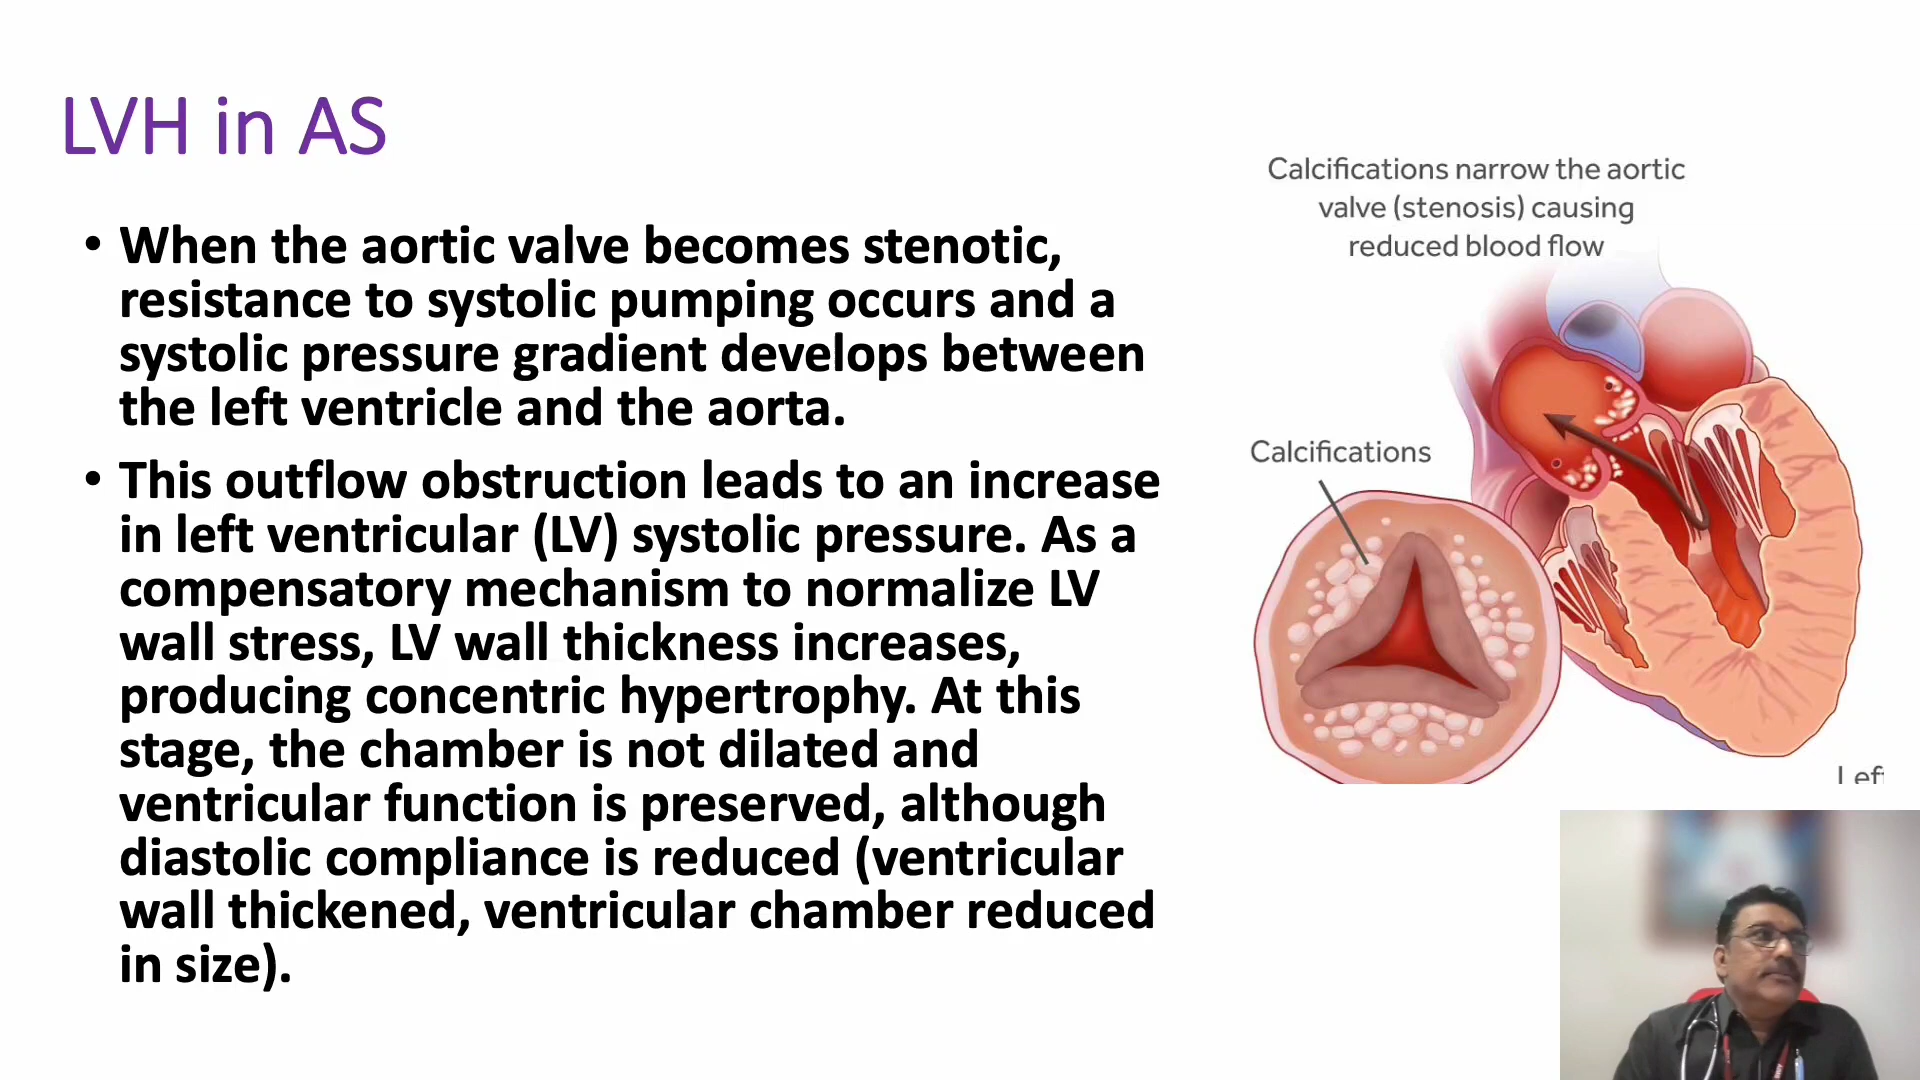 LVH in AS
• When the aortic valve becomes stenotic,
resistance to systolic pumping occurs and a
systolic pressure gradient develops between
the left ventricle and the aorta.
• This outflow obstruction leads to an increase
in left ventricular (LV) systolic pressure. As a
compensatory mechanism to normalize LV
wall stress, LV wall thickness increases,
producing concentric hypertrophy. At this
stage, the chamber is not dilated and
ventricular function is preserved, although
diastolic compliance is reduced (ventricular
wall thickened, ventricular chamber reduced
in size).
Calcifications narrow the aortic
valve (stenosis) causing
reduced blood flow
Calcifications
Left